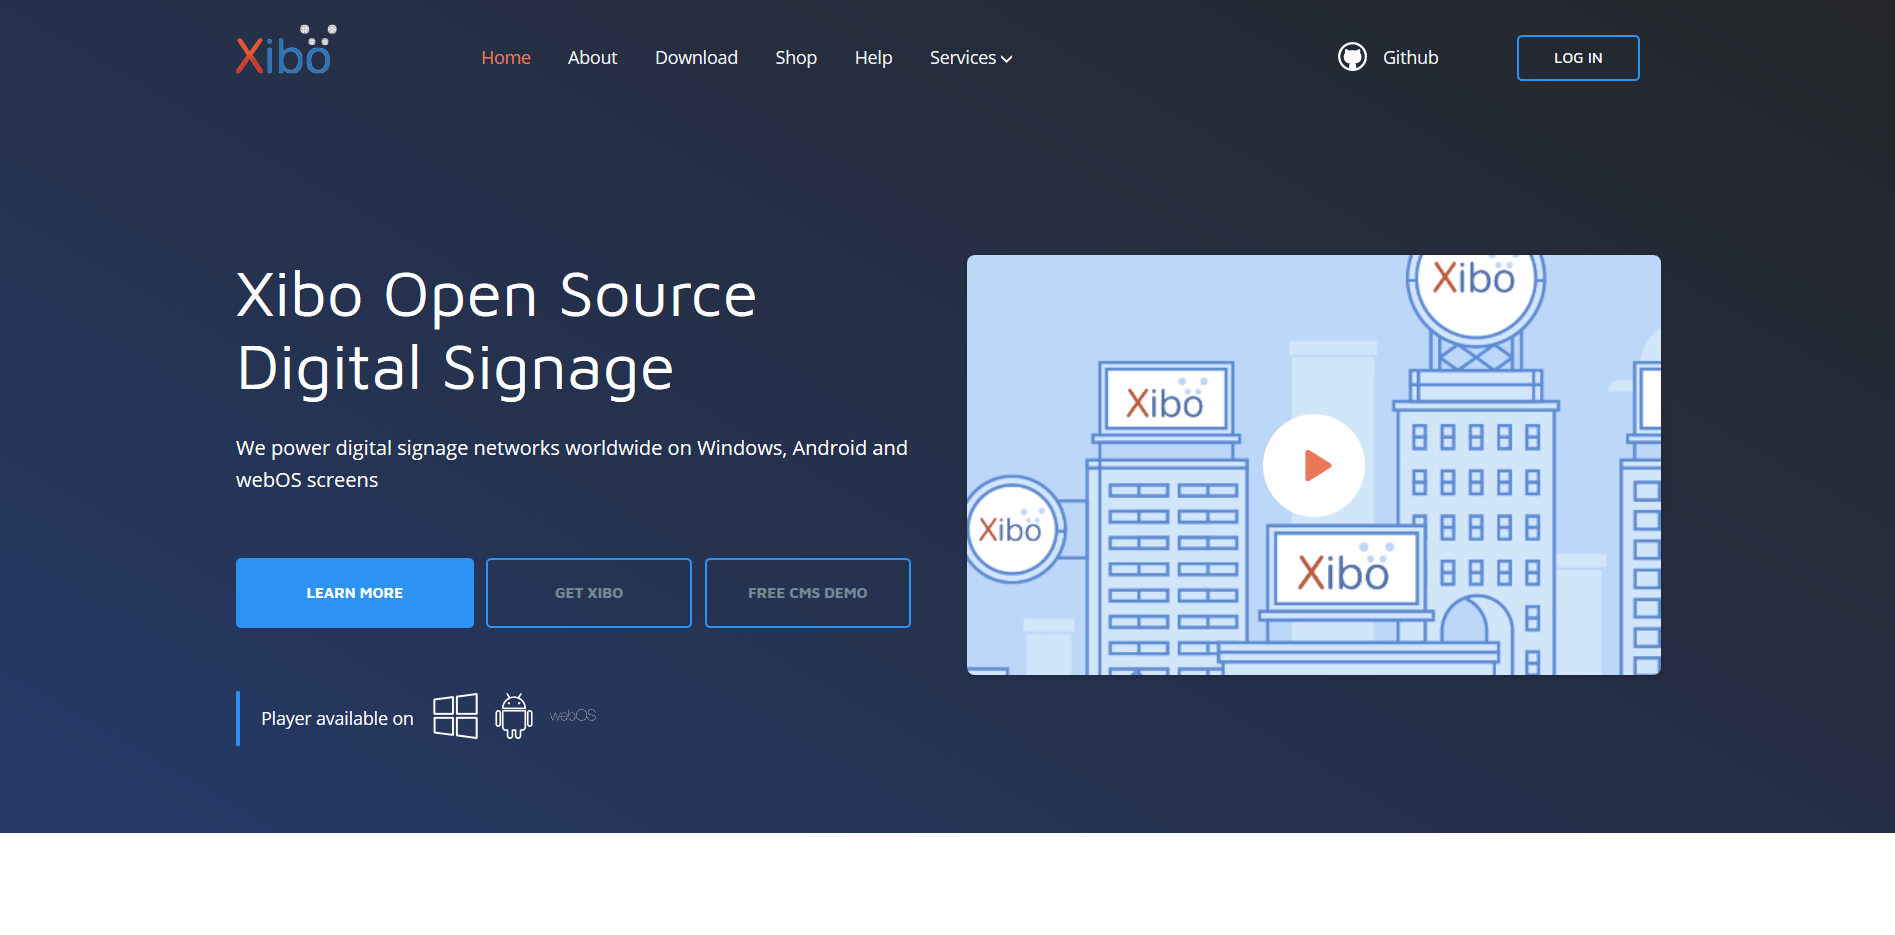 Xibo
Home About Download Shop Help Services
Github
LOG IN
Xibo Open Source
Digital Signage
We power digital signage networks worldwide on Windows, Android and
webOS screens
LEARN MORE
GET XIBO
FREE CMS DEMO
Player available on
webOS
Xibo
Xibo
Xibo
Xibo